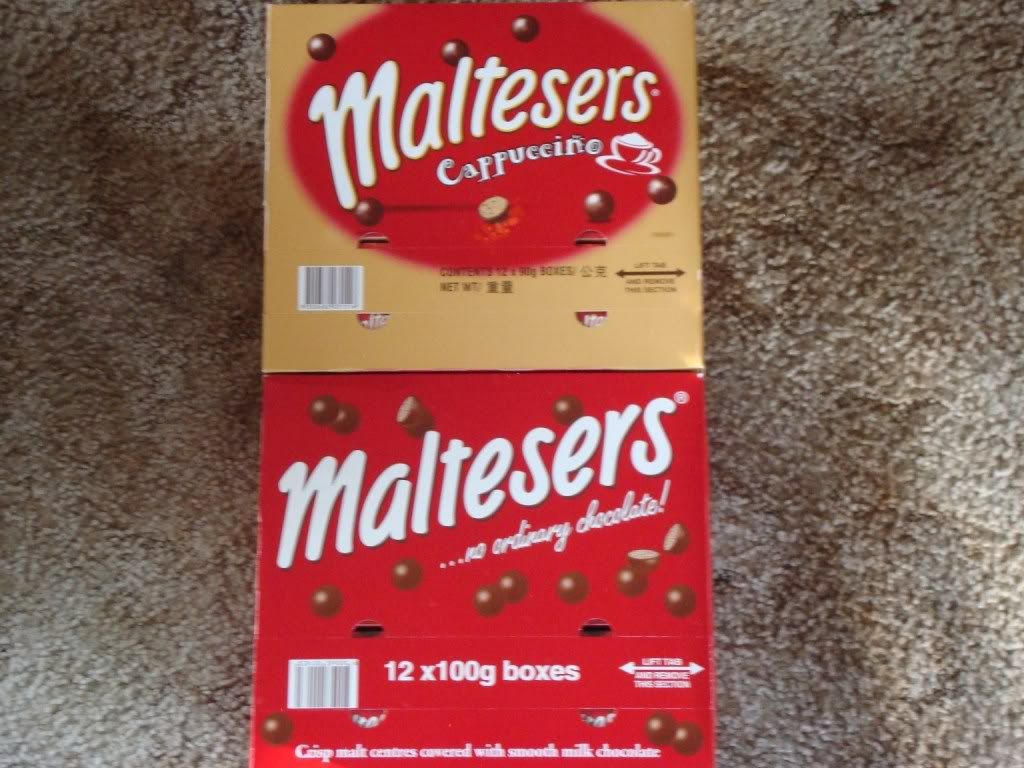 Maltesers®
Cappuccino
CONTENTS 12 x 90g BOXES/ 公克
NET WT/ 重量
LIFT TAB
AND REMOVE
THIS SECTION
Maltesers®
...no ordinary chocolate!
12 x100g boxes
LIFT TAB
AND REMOVE
THIS SECTION
Crisp malt centres covered with smooth milk chocolate